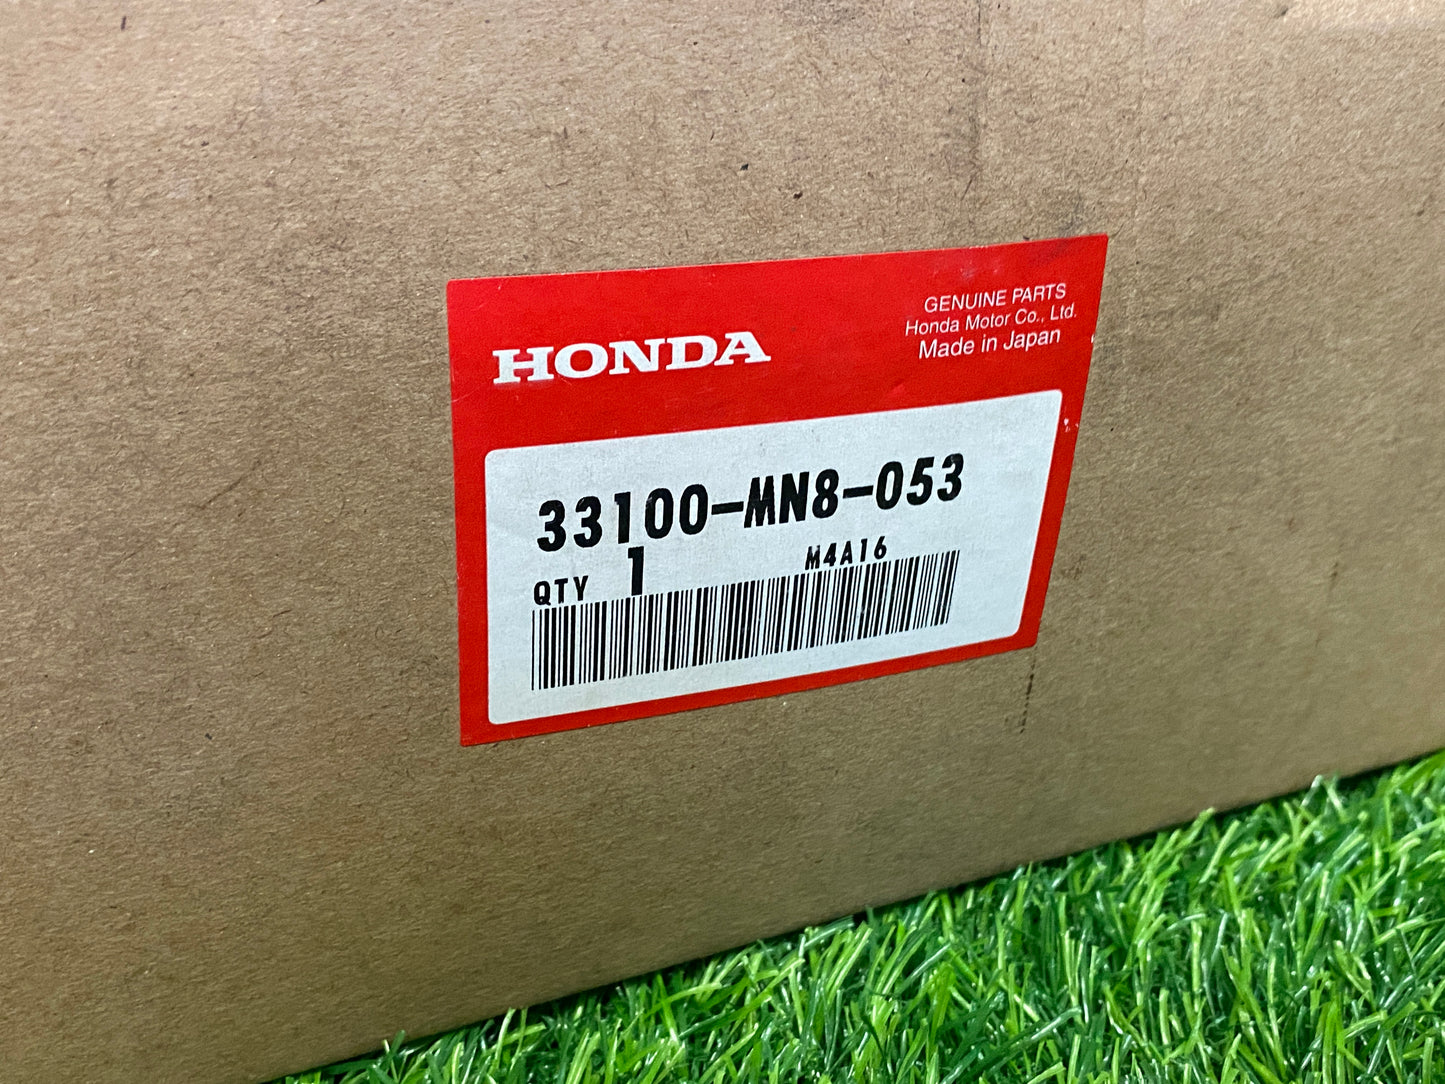 HONDA
GENUINE PARTS
Honda Motor Co., Ltd.
Made in Japan
33100-MN8-053
QTY 1 M4A16